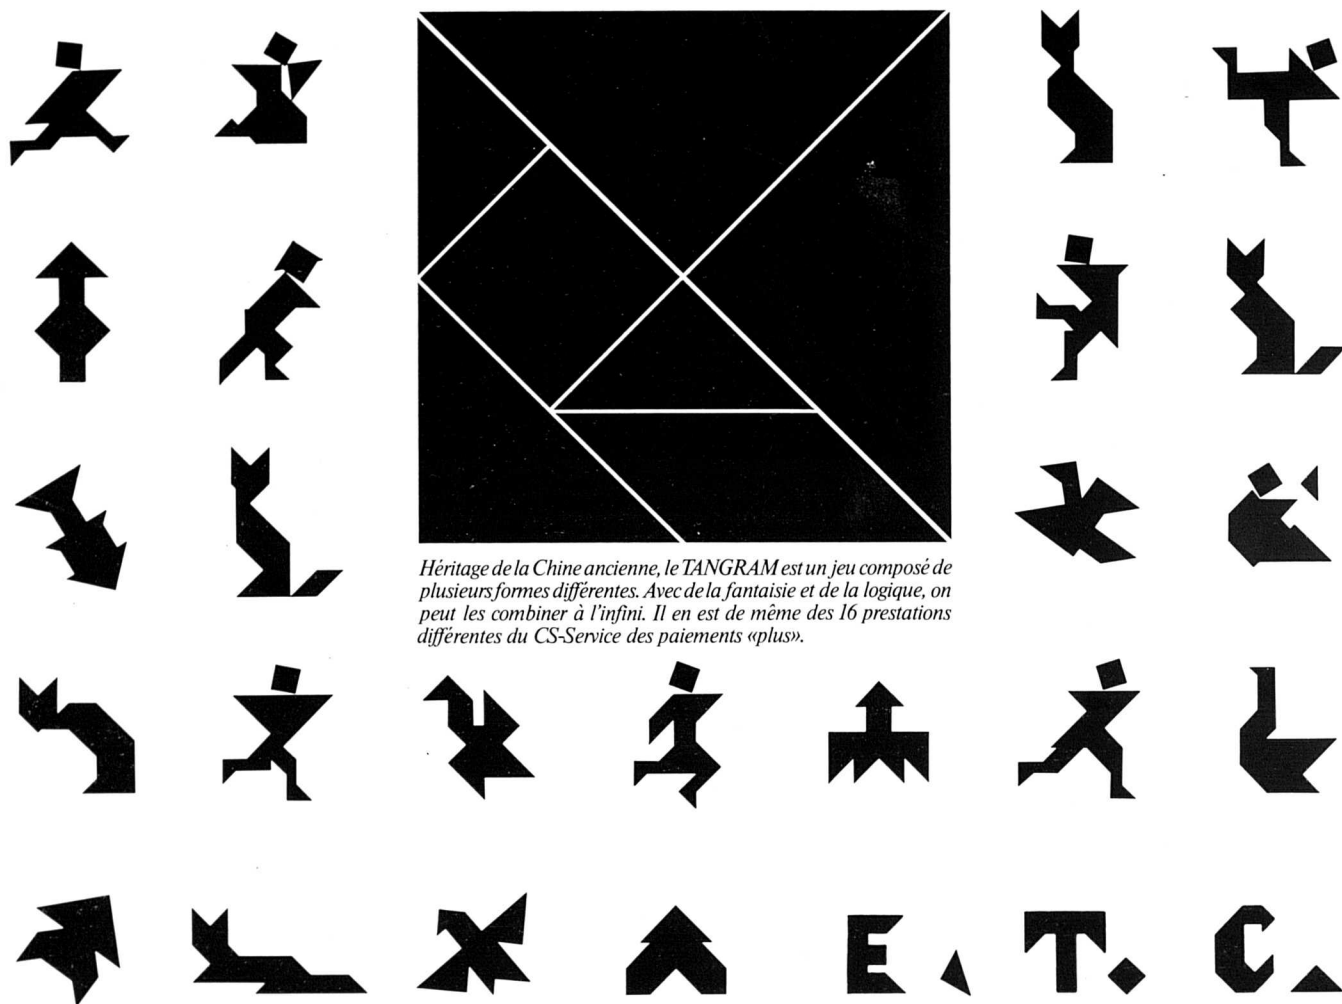 Héritage de la Chine ancienne, le TANGRAM est un jeu composé de
plusieurs formes différentes. Avec de la fantaisie et de la logique, on
peut les combiner à l'infini. Il en est de même des 16 prestations
différentes du CS-Service des paiements «plus».
E. T. C.